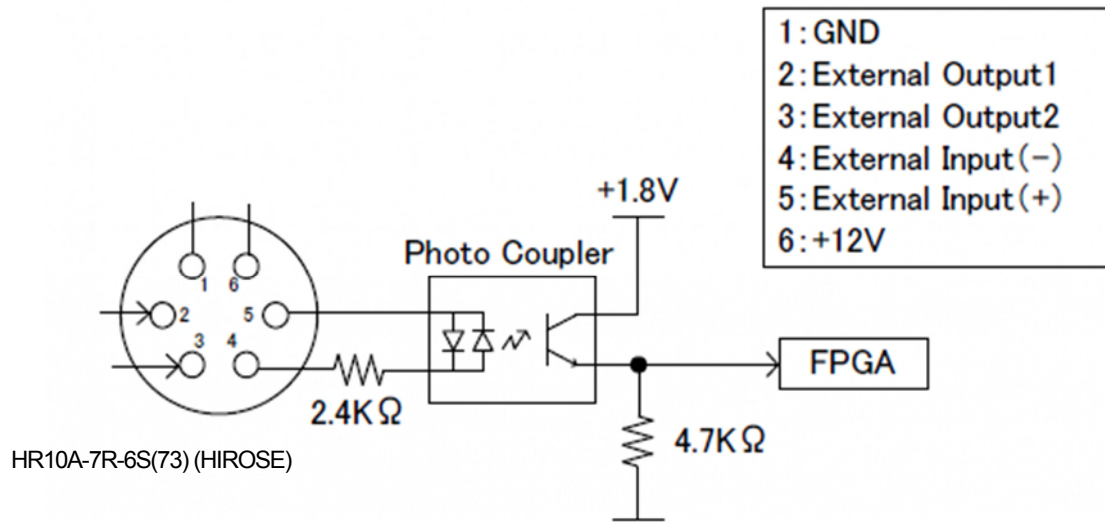 1:GND
2:External Output1
3:External Output2
4:External Input(-)
5:External Input(+)
6:+12V
+1.8V
Photo Coupler
1
6
2
5
3
4
FPGA
2.4KΩ
4.7KΩ
HR10A-7R-6S(73) (HIROSE)